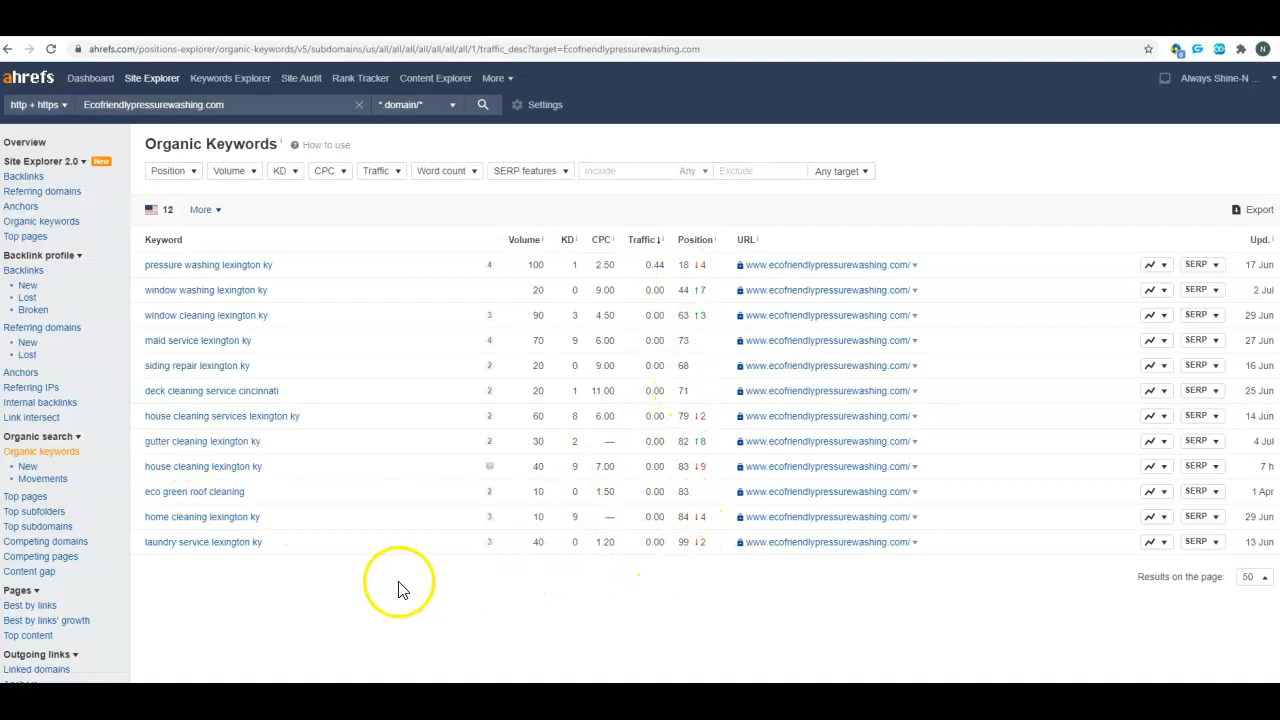 ahrefs.com/positions-explorer/organic-keywords/v5/subdomains/us/all/all/all/all/all/all/all/1/traffic_desc?target=Ecofriendlypressurewashing.com
ahrefs Dashboard Site Explorer Keywords Explorer Site Audit Rank Tracker Content Explorer More Always Shine-N ...
http + https Ecofriendlypressurewashing.com *.domain/* Settings
Overview
Site Explorer 2.0 New
Backlinks
Referring domains
Anchors
Organic keywords
Top pages
Backlink profile
Backlinks
New
Lost
Broken
Referring domains
New
Lost
Anchors
Referring IPs
Internal backlinks
Link intersect
Organic search
Organic keywords
New
Movements
Top pages
Top subfolders
Top subdomains
Competing domains
Competing pages
Content gap
Pages
Best by links
Best by links' growth
Top content
Outgoing links
Linked domains
Organic Keywords i ? How to use
Position Volume KD CPC Traffic Word count SERP features Include Any Exclude Any target
12 More Export
Keyword Volume KD CPC Traffic Position URL Upd.
pressure washing lexington ky 4 100 1 2.50 0.44 18 ↓4 www.ecofriendlypressurewashing.com/ SERP 17 Jun
window washing lexington ky 20 0 9.00 0.00 44 ↑7 www.ecofriendlypressurewashing.com/ SERP 2 Jul
window cleaning lexington ky 3 90 3 4.50 0.00 63 ↑3 www.ecofriendlypressurewashing.com/ SERP 29 Jun
maid service lexington ky 4 70 9 6.00 0.00 73 www.ecofriendlypressurewashing.com/ SERP 27 Jun
siding repair lexington ky 2 20 0 9.00 0.00 68 www.ecofriendlypressurewashing.com/ SERP 16 Jun
deck cleaning service cincinnati 2 20 1 11.00 0.00 71 www.ecofriendlypressurewashing.com/ SERP 25 Jun
house cleaning services lexington ky 2 60 8 6.00 0.00 79 ↓2 www.ecofriendlypressurewashing.com/ SERP 14 Jun
gutter cleaning lexington ky 2 30 2 — 0.00 82 ↑8 www.ecofriendlypressurewashing.com/ SERP 4 Jul
house cleaning lexington ky 40 9 7.00 0.00 83 ↓9 www.ecofriendlypressurewashing.com/ SERP 7 h
eco green roof cleaning 2 10 0 1.50 0.00 83 www.ecofriendlypressurewashing.com/ SERP 1 Apr
home cleaning lexington ky 3 10 9 — 0.00 84 ↓4 www.ecofriendlypressurewashing.com/ SERP 29 Jun
laundry service lexington ky 3 40 0 1.20 0.00 99 ↓2 www.ecofriendlypressurewashing.com/ SERP 13 Jun
Results on the page: 50